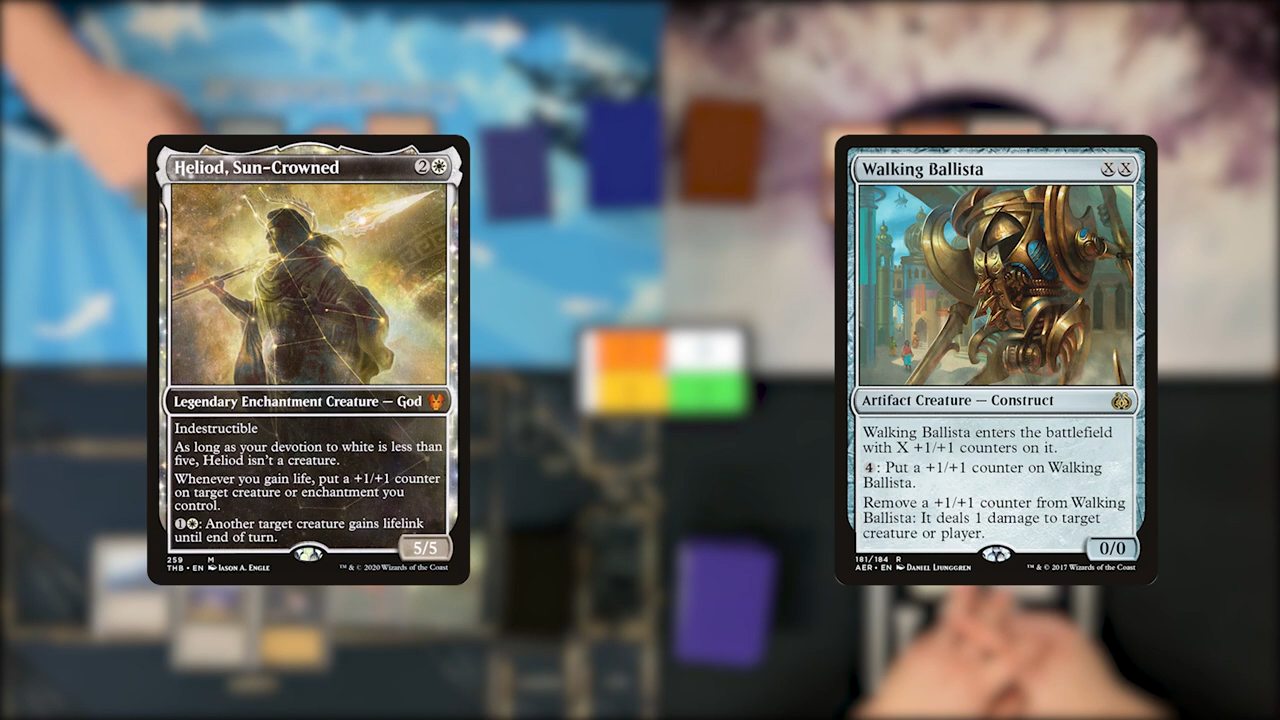 Heliod, Sun-Crowned 2
Legendary Enchantment Creature — God
Indestructible
As long as your devotion to white is less than
five, Heliod isn't a creature.
Whenever you gain life, put a +1/+1 counter
on target creature or enchantment you
control.
1: Another target creature gains lifelink
until end of turn.
5/5
259 M
THB • EN Jason A. Engle
™ & © 2020 Wizards of the Coast
Walking Ballista XX
Artifact Creature — Construct
Walking Ballista enters the battlefield
with X +1/+1 counters on it.
4: Put a +1/+1 counter on Walking
Ballista.
Remove a +1/+1 counter from Walking
Ballista: It deals 1 damage to target
creature or player.
0/0
181/184 R
AER • EN Daniel Ljunggren
™ & © 2017 Wizards of the Coast